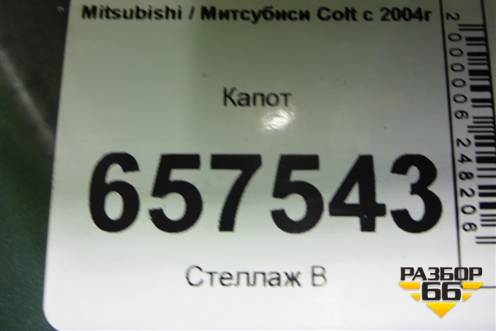 Mitsubishi / Митсубиси Colt с 2004г
Капот
657543
Стеллаж В
2000006248206
РАЗБОР
66